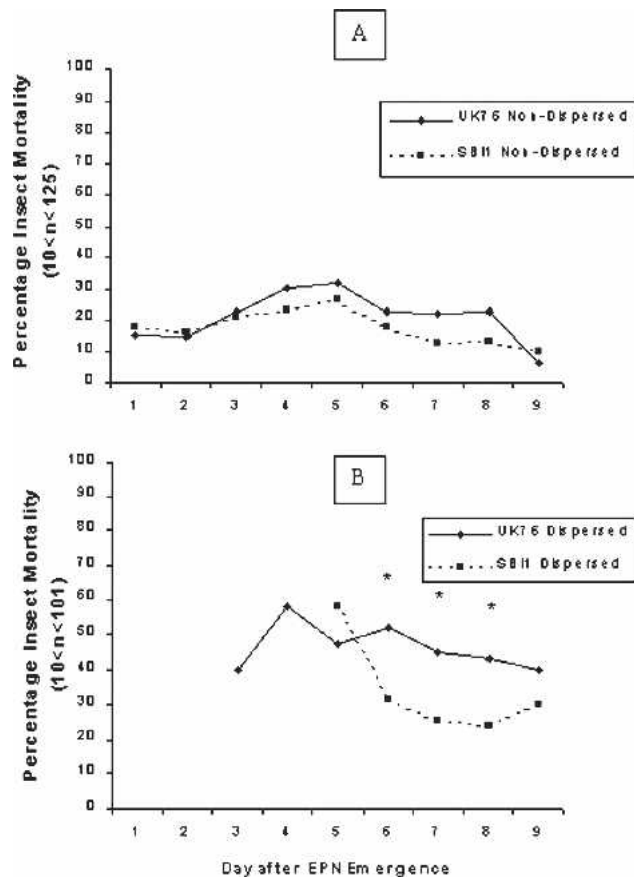 A
100
90
80
70
60
50
40
30
20
10
0
Percentage Insect Mortality
(10<n<125)
UK76 Non-Dispersed
SBI1 Non-Dispersed
1 2 3 4 5 6 7 8 9
B
100
90
80
70
60
50
40
30
20
10
0
Percentage Insect Mortality
(10<n<101)
UK76 Dispersed
SBI1 Dispersed
* * *
1 2 3 4 5 6 7 8 9
Day after EPN Emergence